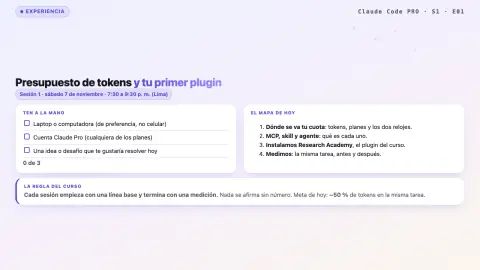 EXPERIENCIA
Claude Code PRO · S1 · E01
Presupuesto de tokens y tu primer plugin
Sesión 1 · sábado 7 de noviembre · 7:30 a 9:30 p. m. (Lima)
TEN A LA MANO
Laptop o computadora (de preferencia, no celular)
Cuenta Claude Pro (cualquiera de los planes)
Una idea o desafío que te gustaría resolver hoy
0 de 3
EL MAPA DE HOY
1. Dónde se va tu cuota: tokens, planes y los dos relojes.
2. MCP, skill y agente: qué es cada uno.
3. Instalamos Research Academy, el plugin del curso.
4. Medimos: la misma tarea, antes y después.
LA REGLA DEL CURSO
Cada sesión empieza con una línea base y termina con una medición. Nada se afirma sin número. Meta de hoy: −50 % de tokens en la misma tarea.